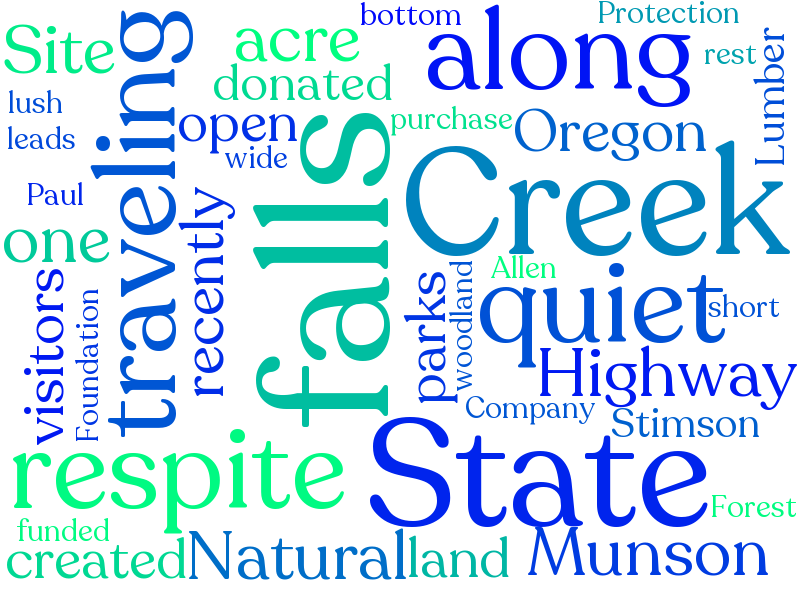 bottom
Protection
Site
traveling
acre
along
rest
Lumber
donated
lush
open
falls
purchase
Oregon
leads
wide
Creek
Paul
recently
one
visitors
Foundation
parks
woodland
Allen
quiet
short
Highway
Company
Stimson
respite
State
Forest
funded
created
Natural
land
Munson